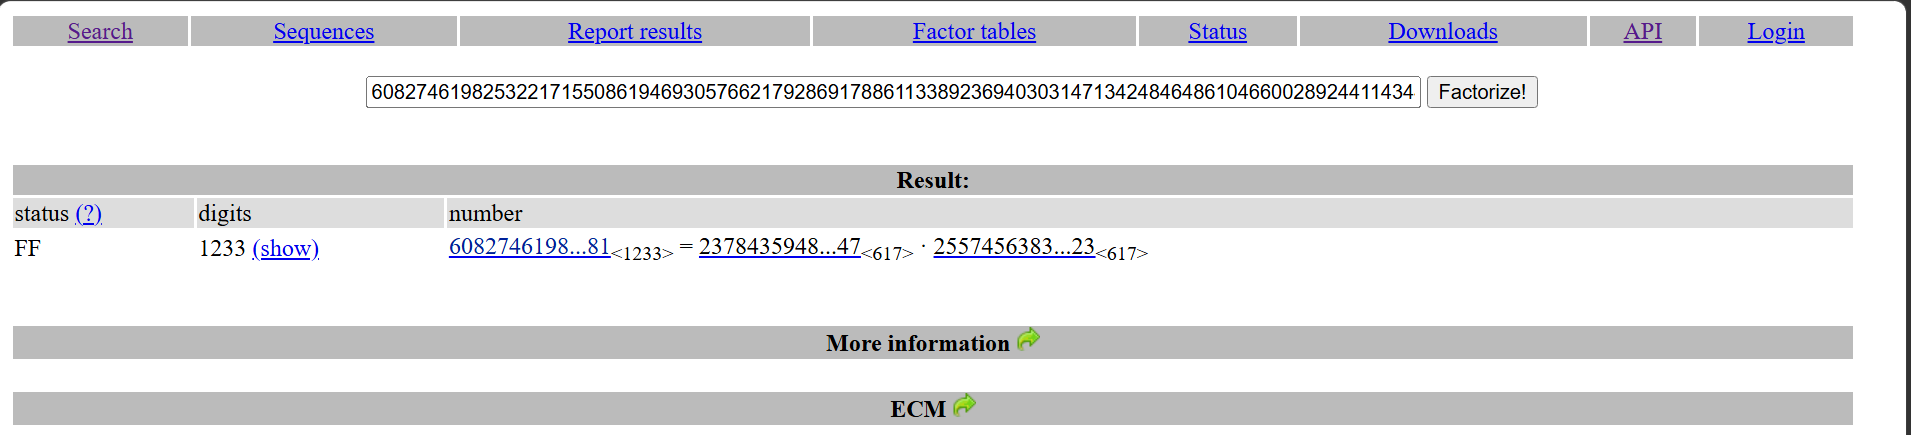 Search Sequences Report results Factor tables Status Downloads API Login
6082746198253221715508619469305766217928691788611338923694030314713424846486104660028924411434 Factorize!
Result:
status (?) digits number
FF 1233 (show) 6082746198...81<1233> = 2378435948...47<617> · 2557456383...23<617>
More information
ECM